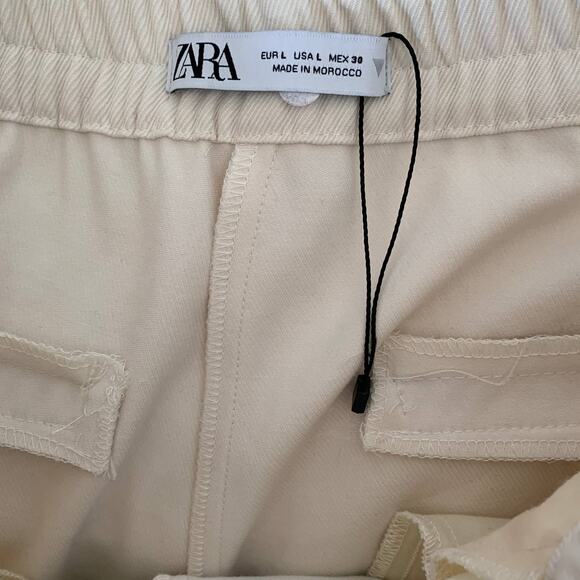 ZARA
EUR L USA L MEX 30
MADE IN MOROCCO